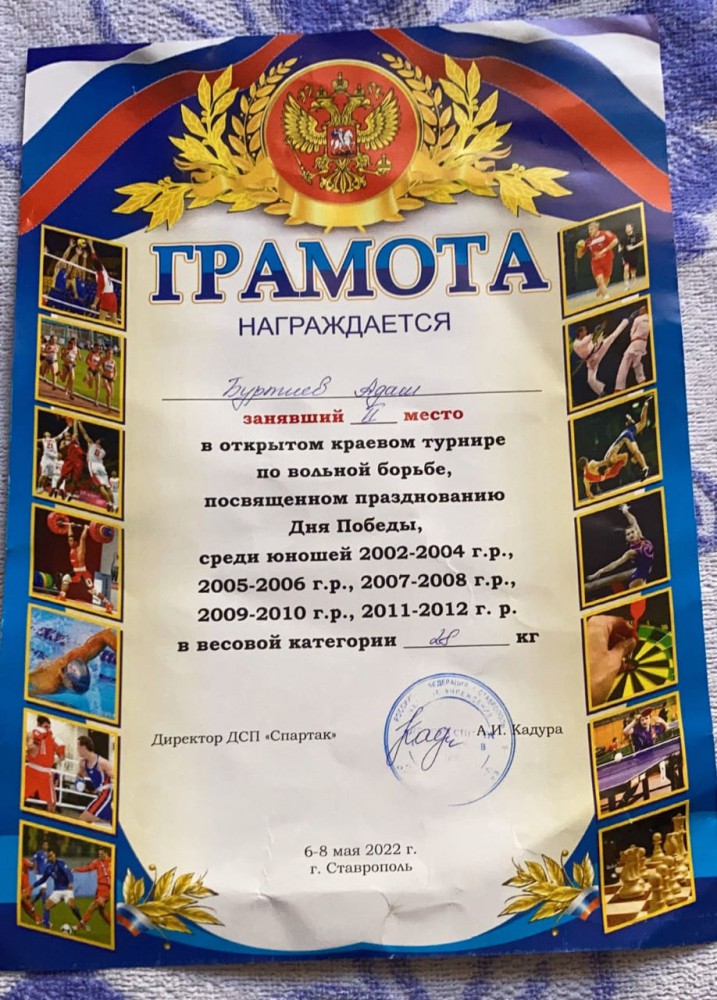 ГРАМОТА
НАГРАЖДАЕТСЯ
Адам
занявший II место
в открытом краевом турнире
по вольной борьбе,
посвященном празднованию
Дня Победы,
среди юношей 2002-2004 г.р.,
2005-2006 г.р., 2007-2008 г.р.,
2009-2010 г.р., 2011-2012 г. р.
в весовой категории 28 кг
Директор ДСП «Спартак» А.И. Кадура
6-8 мая 2022 г.
г. Ставрополь